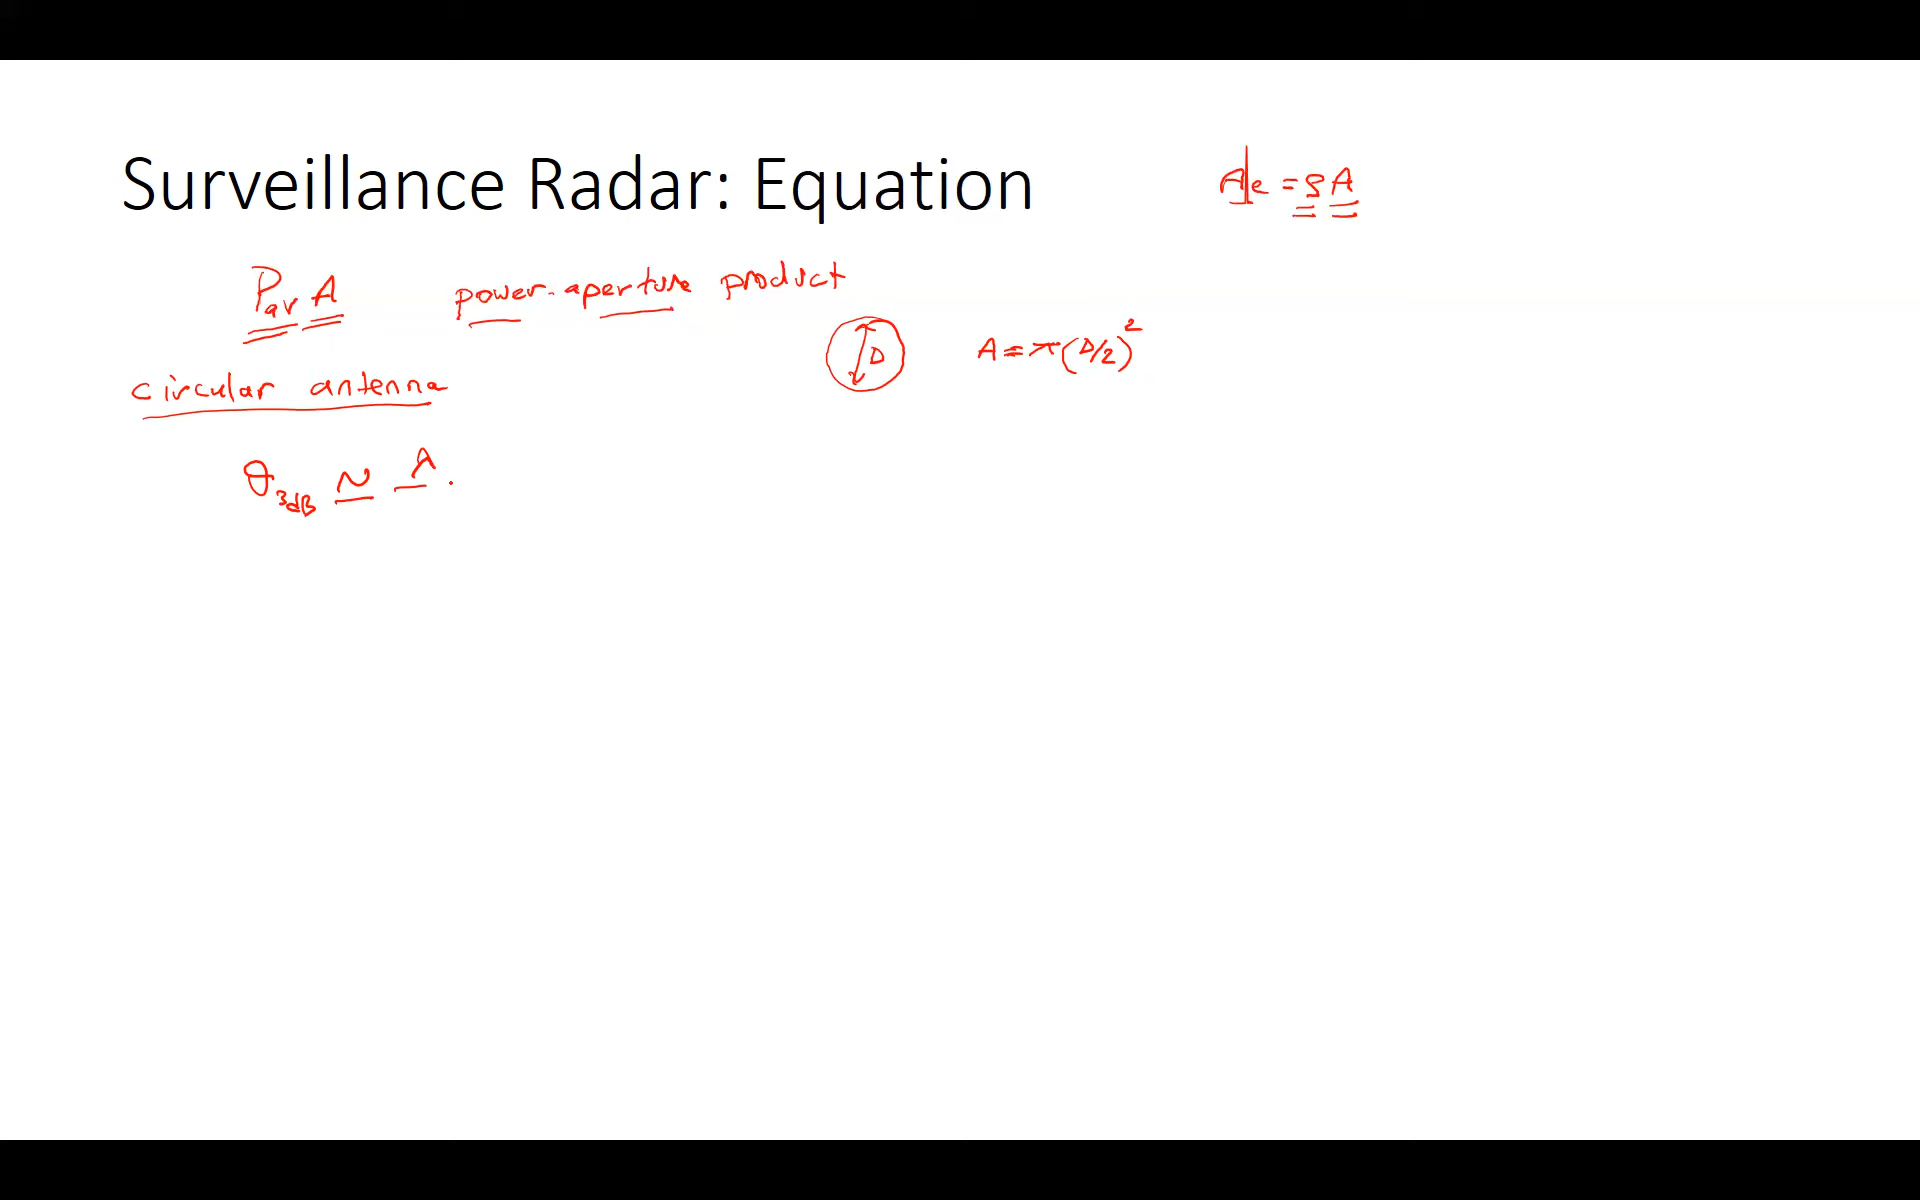 Surveillance Radar: Equation
Ae = ρA
Pav A power-aperture product
D A = π(D/2)²
circular antenna
θ3dB ≈ λ